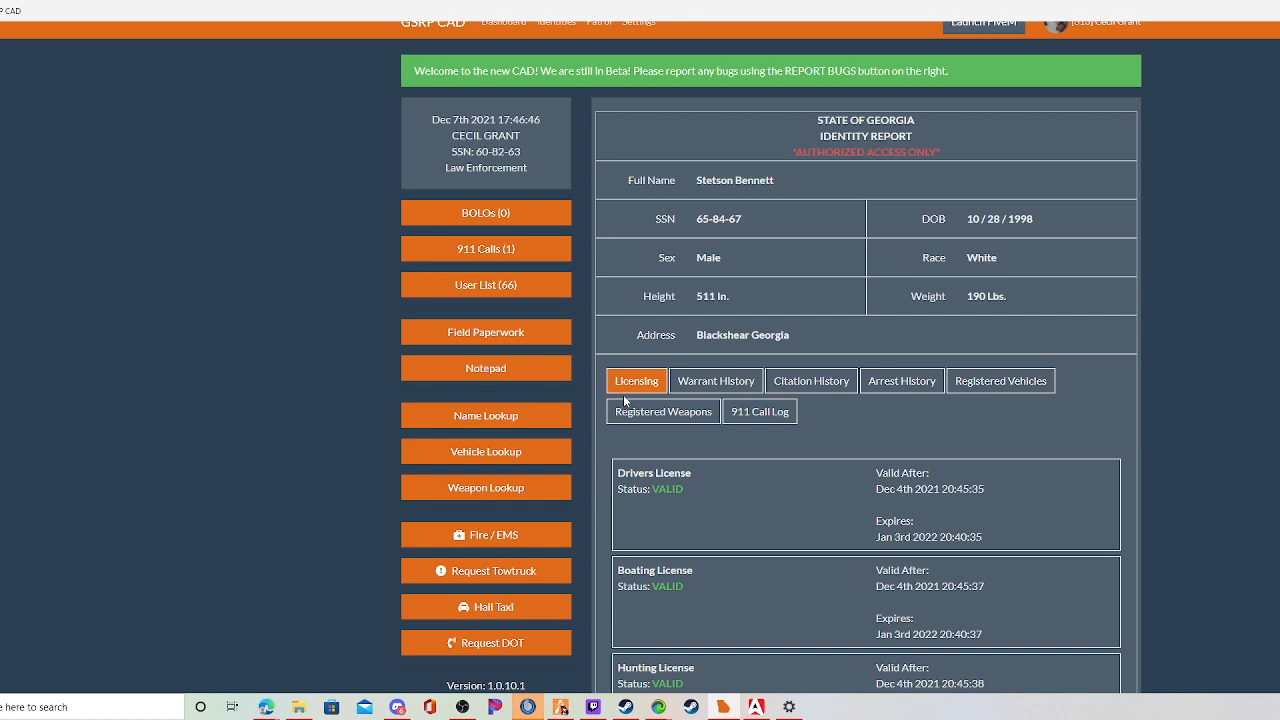 P CAD
GSRP CAD Dashboard Identities Patrol Settings Launch FiveM [513] Cecil Grant
Welcome to the new CAD! We are still in Beta! Please report any bugs using the REPORT BUGS button on the right.
Dec 7th 2021 17:46:46
CECIL GRANT
SSN: 60-82-63
Law Enforcement
BOLOs (0)
911 Calls (1)
User List (66)
Field Paperwork
Notepad
Name Lookup
Vehicle Lookup
Weapon Lookup
Fire / EMS
Request Towtruck
Hail Taxi
Request DOT
Version: 1.0.10.1
STATE OF GEORGIA
IDENTITY REPORT
*AUTHORIZED ACCESS ONLY*
Full Name Stetson Bennett
SSN 65-84-67 DOB 10 / 28 / 1998
Sex Male Race White
Height 511 In. Weight 190 Lbs.
Address Blackshear Georgia
Licensing Warrant History Citation History Arrest History Registered Vehicles
Registered Weapons 911 Call Log
Drivers License Valid After:
Status: VALID Dec 4th 2021 20:45:35
Expires:
Jan 3rd 2022 20:40:35
Boating License Valid After:
Status: VALID Dec 4th 2021 20:45:37
Expires:
Jan 3rd 2022 20:40:37
Hunting License Valid After:
Status: VALID Dec 4th 2021 20:45:38
here to search